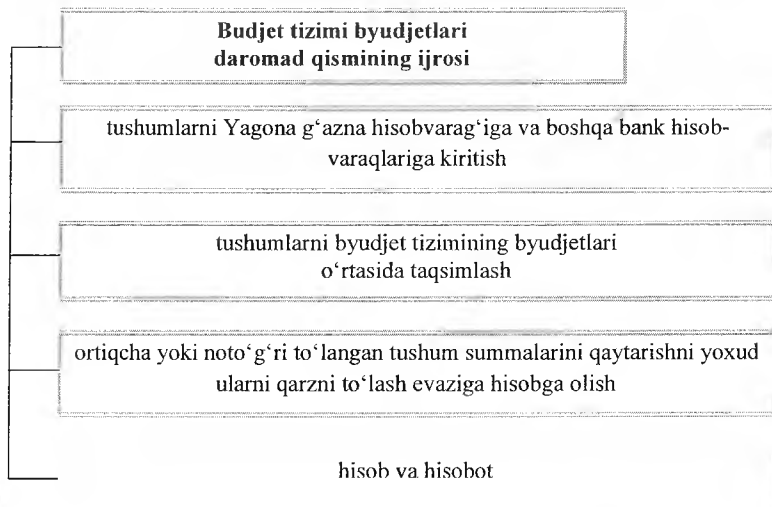 Budjet tizimi byudjetlari
daromad qismining ijrosi
tushumlarni Yagona g‘azna hisobvarag‘iga va boshqa bank hisob-
varaqlariga kiritish
tushumlarni byudjet tizimining byudjetlari
o‘rtasida taqsimlash
ortiqcha yoki noto‘g‘ri to‘langan tushum summalarini qaytarishni yoxud
ularni qarzni to‘lash evaziga hisobga olish
hisob va hisobot